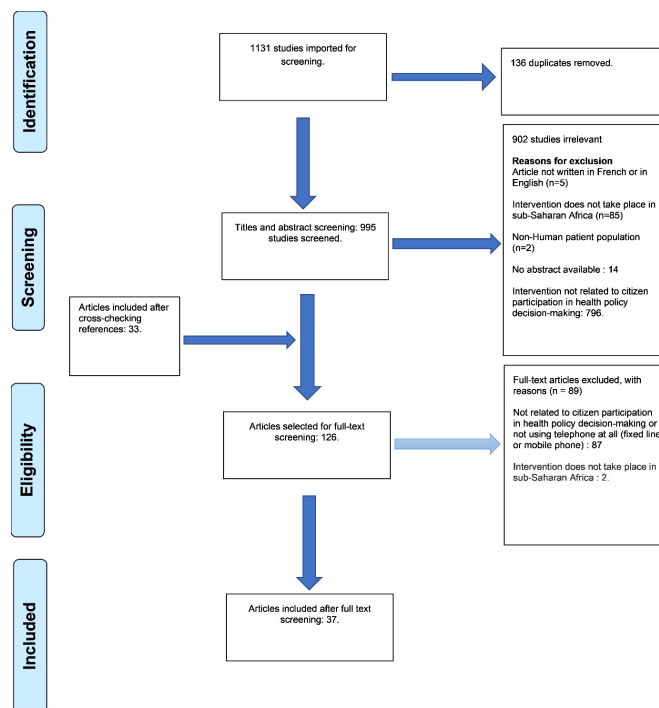 Identification
1131 studies imported for
screening.
136 duplicates removed.
902 studies irrelevant
Reasons for exclusion
Article not written in French or in
English (n=5)
Intervention does not take place in
sub-Saharan Africa (n=85)
Non-Human patient population
(n=2)
No abstract available : 14
Intervention not related to citizen
participation in health policy
decision-making: 796.
Screening
Titles and abstract screening: 995
studies screened.
Articles included after
cross-checking
references: 33.
Eligibility
Articles selected for full-text
screening: 126.
Full-text articles excluded, with
reasons (n = 89)
Not related to citizen participation
in health policy decision-making or
not using telephone at all (fixed line
or mobile phone) : 87
Intervention does not take place in
sub-Saharan Africa : 2.
Included
Articles included after full text
screening: 37.